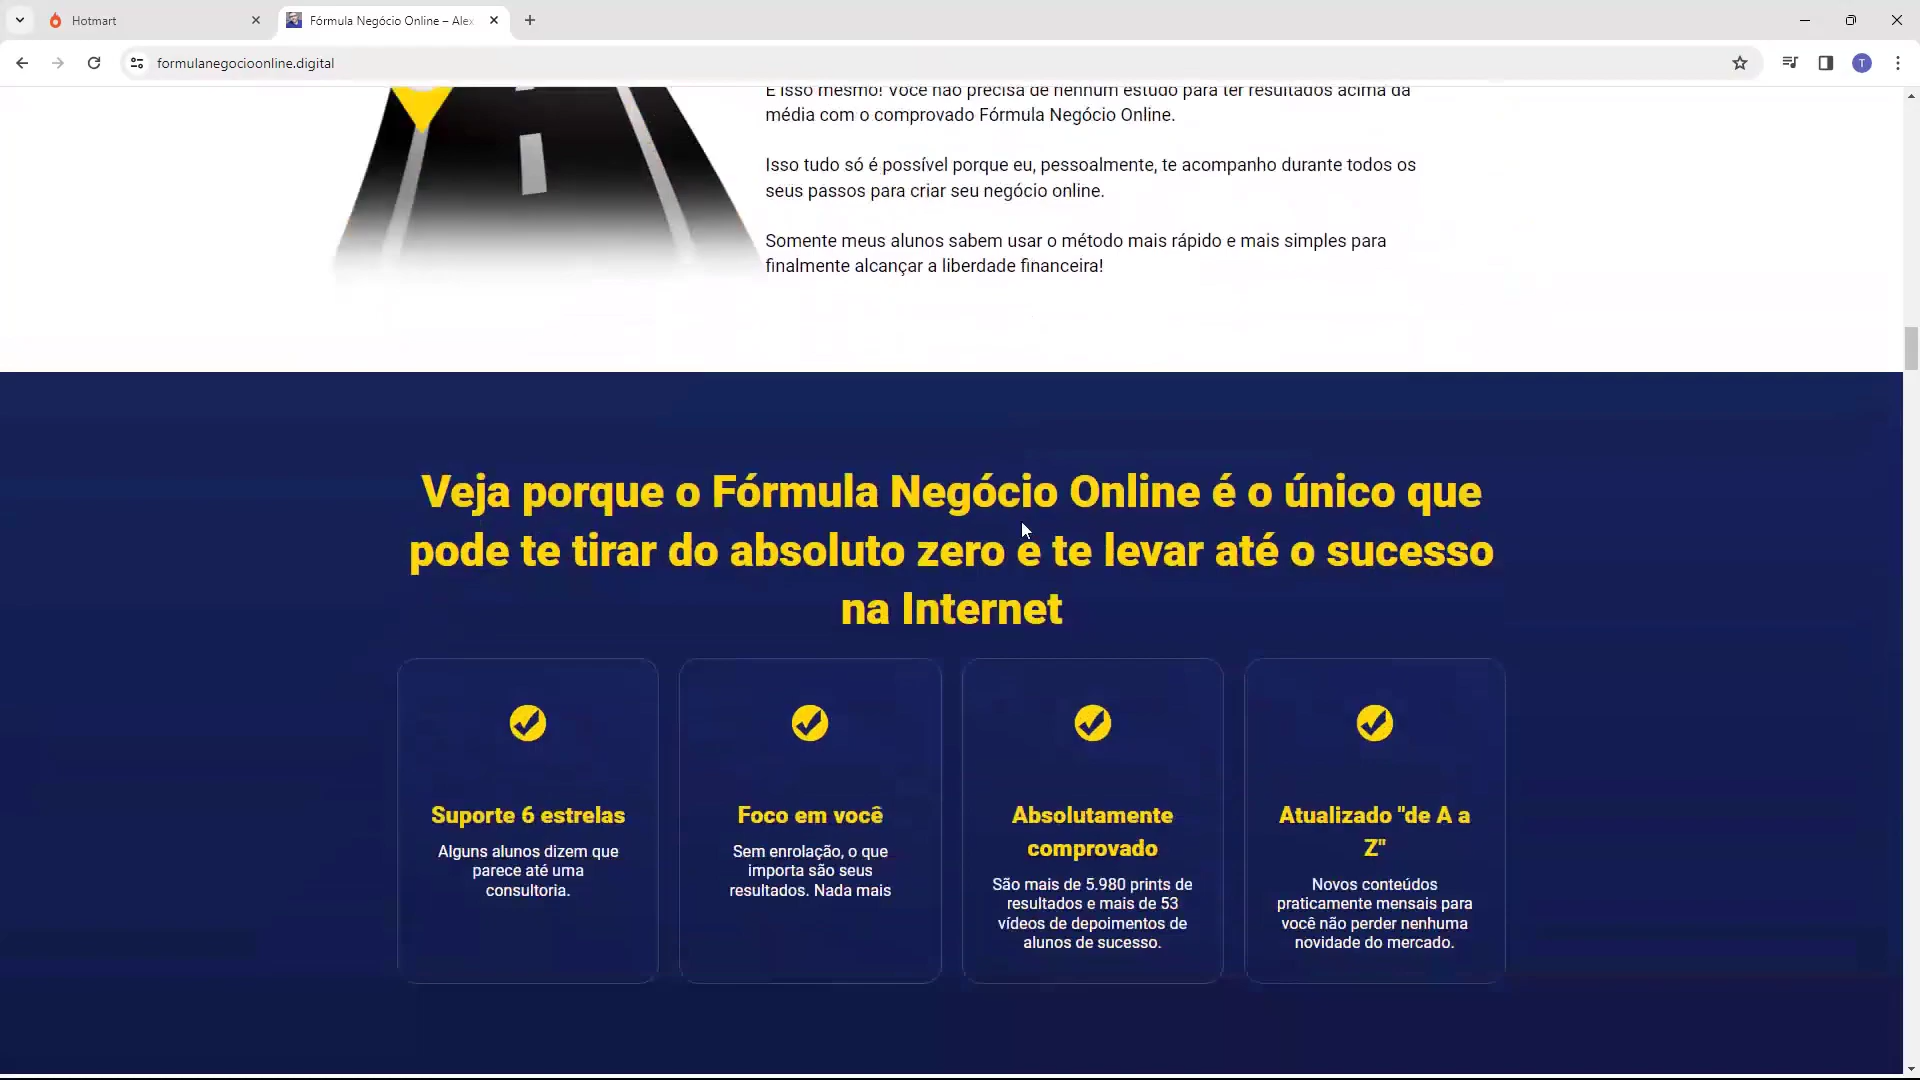 Hotmart
Fórmula Negócio Online – Alex
formulanegocioonline.digital
T
É isso mesmo! Você não precisa de nenhum estudo para ter resultados acima da
média com o comprovado Fórmula Negócio Online.
Isso tudo só é possível porque eu, pessoalmente, te acompanho durante todos os
seus passos para criar seu negócio online.
Somente meus alunos sabem usar o método mais rápido e mais simples para
finalmente alcançar a liberdade financeira!
Veja porque o Fórmula Negócio Online é o único que
pode te tirar do absoluto zero e te levar até o sucesso
na Internet
Suporte 6 estrelas
Alguns alunos dizem que
parece até uma
consultoria.
Foco em você
Sem enrolação, o que
importa são seus
resultados. Nada mais
Absolutamente
comprovado
São mais de 5.980 prints de
resultados e mais de 53
vídeos de depoimentos de
alunos de sucesso.
Atualizado "de A a
Z"
Novos conteúdos
praticamente mensais para
você não perder nenhuma
novidade do mercado.